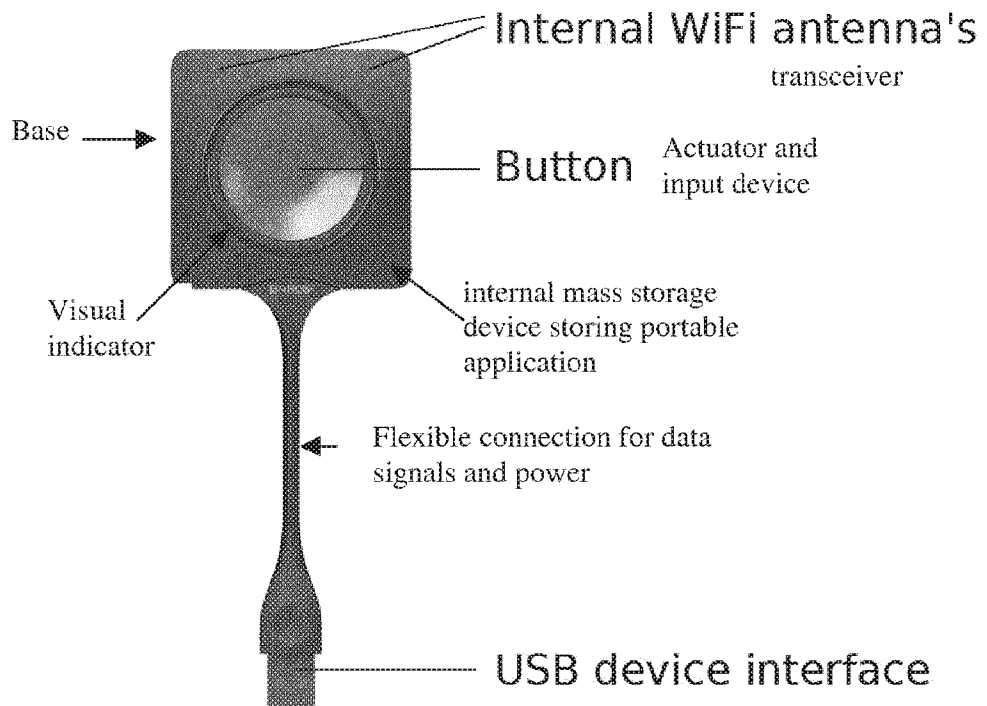 Internal WiFi antenna's
transceiver
Base
Button
Actuator and
input device
Visual
indicator
internal mass storage
device storing portable
application
Flexible connection for data
signals and power
USB device interface